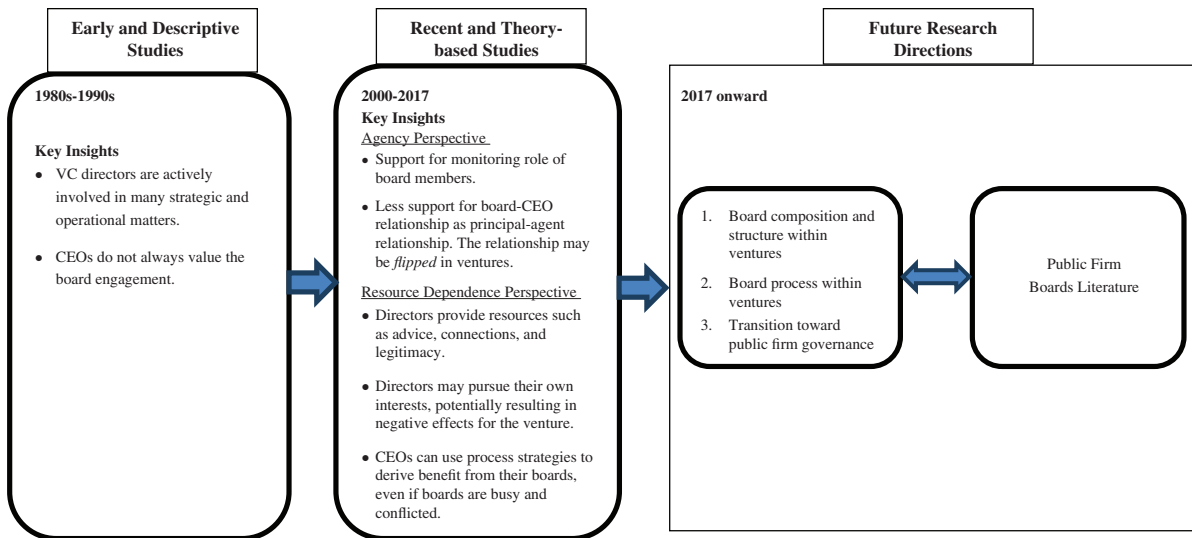 Early and Descriptive
Studies
1980s-1990s
Key Insights
● VC directors are actively
involved in many strategic and
operational matters.
● CEOs do not always value the
board engagement.
Recent and Theory-
based Studies
2000-2017
Key Insights
Agency Perspective
● Support for monitoring role of
board members.
● Less support for board-CEO
relationship as principal-agent
relationship. The relationship may
be flipped in ventures.
Resource Dependence Perspective
● Directors provide resources such
as advice, connections, and
legitimacy.
● Directors may pursue their own
interests, potentially resulting in
negative effects for the venture.
● CEOs can use process strategies to
derive benefit from their boards,
even if boards are busy and
conflicted.
Future Research
Directions
2017 onward
1. Board composition and
structure within
ventures
2. Board process within
ventures
3. Transition toward
public firm governance
Public Firm
Boards Literature